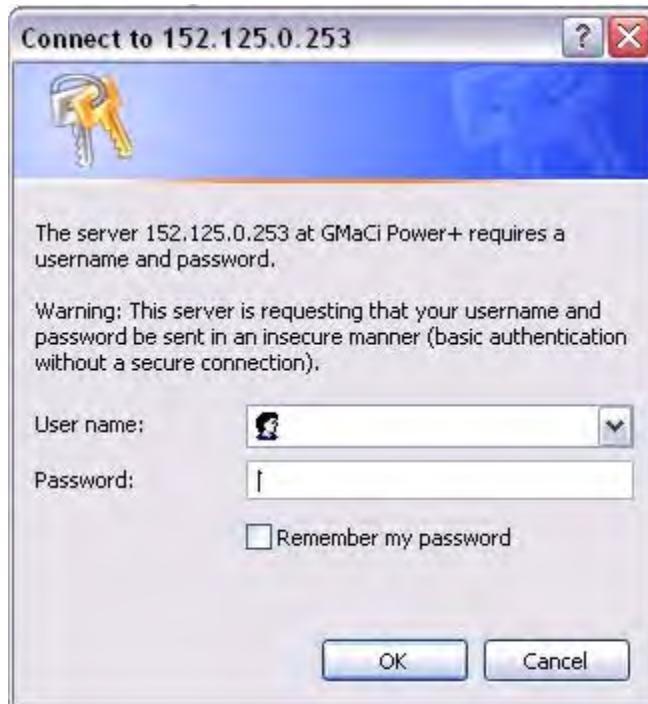 Connect to 152.125.0.253
?
The server 152.125.0.253 at GMaCi Power+ requires a
username and password.
Warning: This server is requesting that your username and
password be sent in an insecure manner (basic authentication
without a secure connection).
User name:
Password:
Remember my password
OK
Cancel